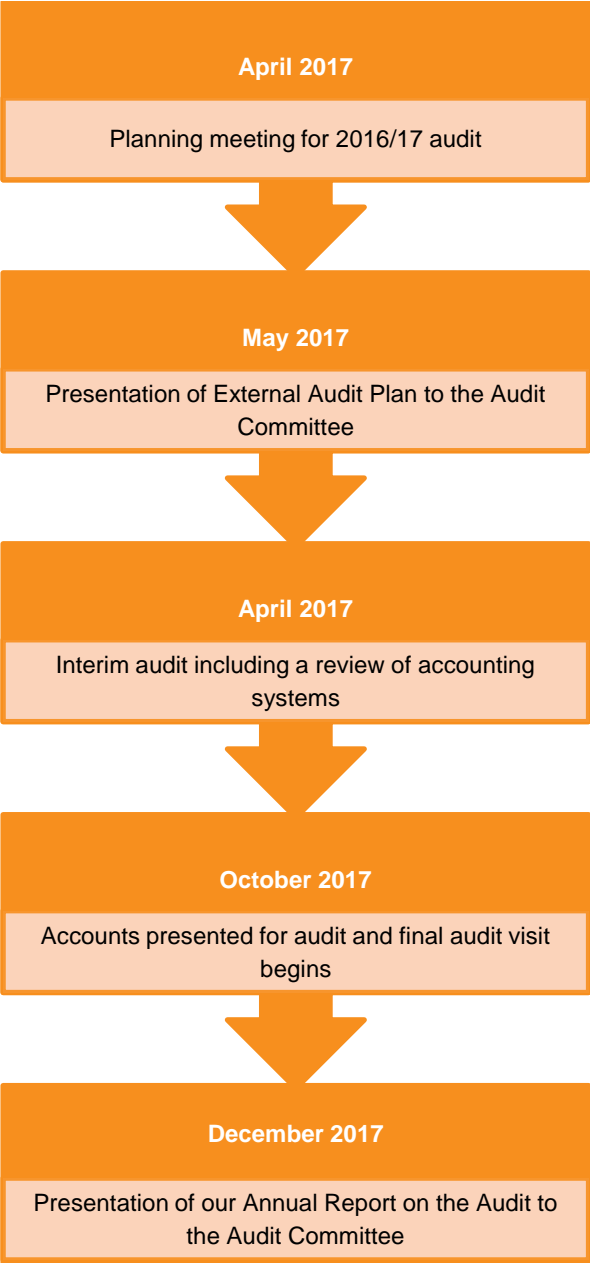 April 2017
Planning meeting for 2016/17 audit
May 2017
Presentation of External Audit Plan to the Audit
Committee
April 2017
Interim audit including a review of accounting
systems
October 2017
Accounts presented for audit and final audit visit
begins
December 2017
Presentation of our Annual Report on the Audit to
the Audit Committee